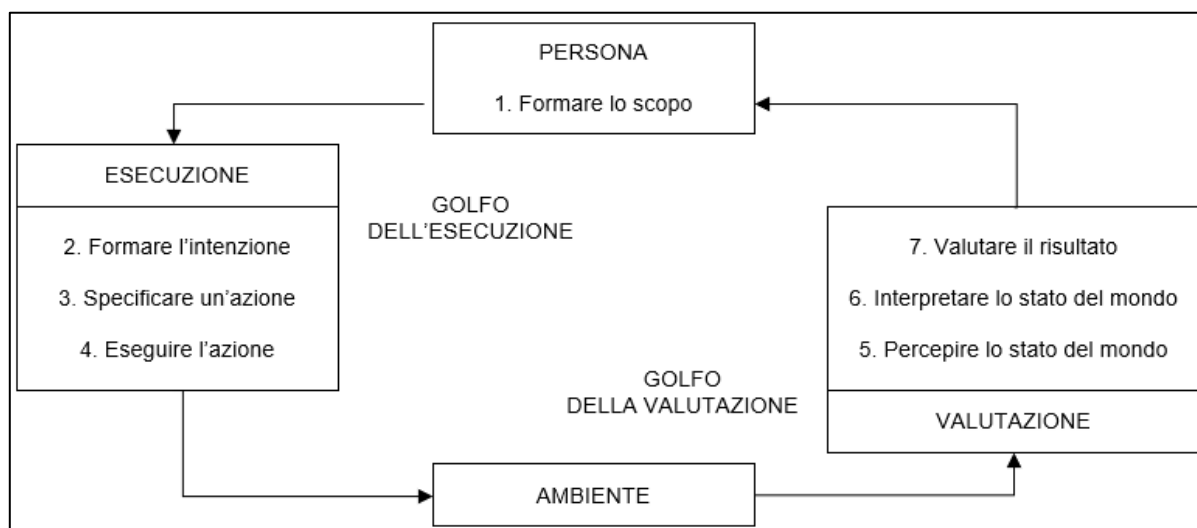 PERSONA
1. Formare lo scopo
ESECUZIONE
2. Formare l'intenzione
3. Specificare un'azione
4. Eseguire l'azione
GOLFO
DELL'ESECUZIONE
7. Valutare il risultato
6. Interpretare lo stato del mondo
5. Percepire lo stato del mondo
GOLFO
DELLA VALUTAZIONE
VALUTAZIONE
AMBIENTE